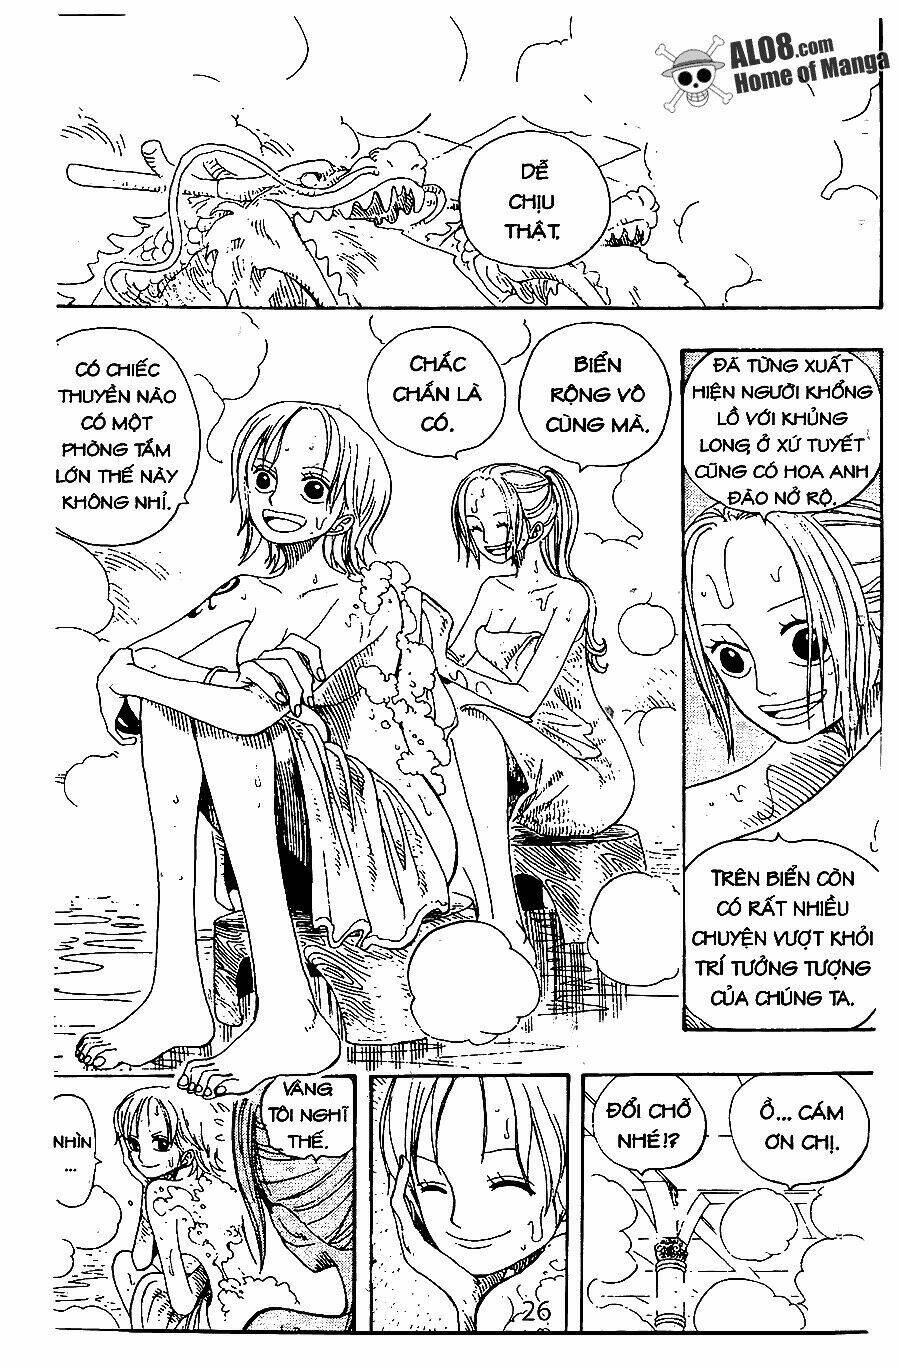 ALO8.com
Home of Manga
DỄ
CHỊU
THẬT.
CÓ CHIẾC
THUYỀN NÀO
CÓ MỘT
PHÒNG TẮM
LỚN THẾ NÀY
KHÔNG NHỈ.
CHẮC
CHẮN LÀ
CÓ.
BIỂN
RỘNG VÔ
CÙNG MÀ.
ĐÃ TỪNG XUẤT
HIỆN NGƯỜI KHỔNG
LỒ VỚI KHỦNG
LONG, Ở XỨ TUYẾT
CŨNG CÓ HOA ANH
ĐÀO NỞ RỘ.
TRÊN BIỂN CÒN
CÓ RẤT NHIỀU
CHUYỆN VƯỢT KHỎI
TRÍ TƯỞNG TƯỢNG
CỦA CHÚNG TA.
NHÌN
...
VÂNG.
TÔI NGHĨ
THẾ.
ĐỔI CHỖ
NHÉ!?
Ồ... CÁM
ƠN CHỊ.
26